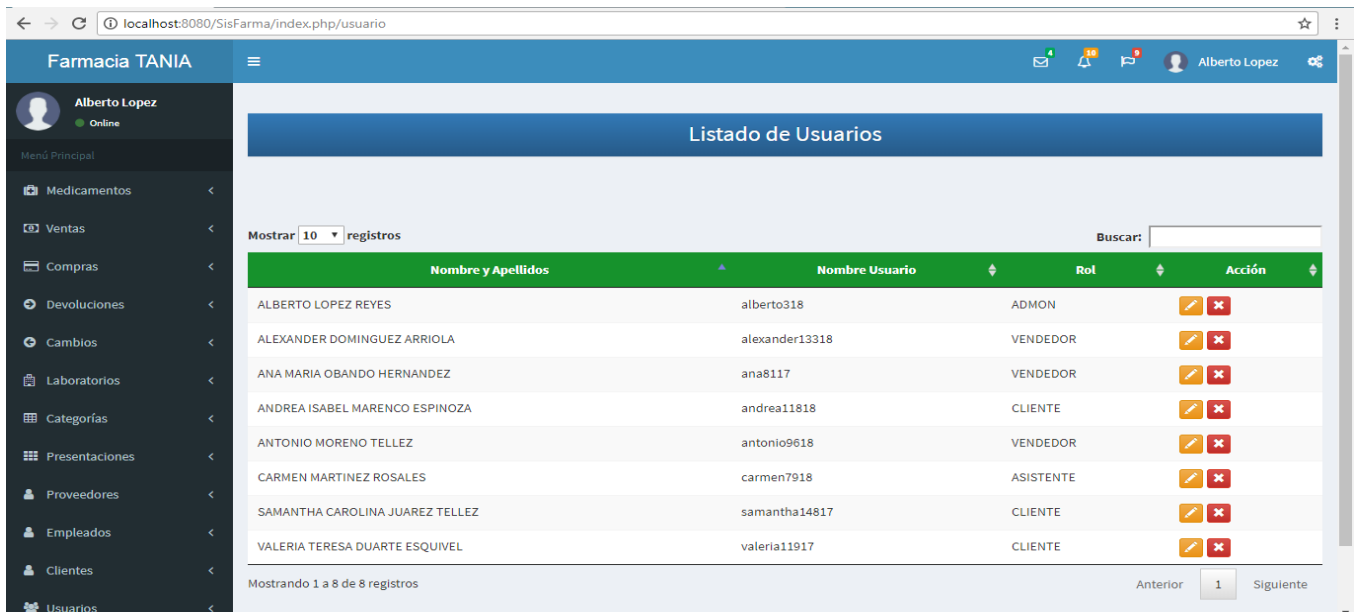 localhost:8080/SisFarma/index.php/usuario
Farmacia TANIA
4 10 9 Alberto Lopez
Alberto Lopez
Online
Menú Principal
Medicamentos
Ventas
Compras
Devoluciones
Cambios
Laboratorios
Categorías
Presentaciones
Proveedores
Empleados
Clientes
Usuarios
Listado de Usuarios
Mostrar 10 registros Buscar:
Nombre y Apellidos Nombre Usuario Rol Acción
ALBERTO LOPEZ REYES alberto318 ADMON
ALEXANDER DOMINGUEZ ARRIOLA alexander13318 VENDEDOR
ANA MARIA OBANDO HERNANDEZ ana8117 VENDEDOR
ANDREA ISABEL MARENCO ESPINOZA andrea11818 CLIENTE
ANTONIO MORENO TELLEZ antonio9618 VENDEDOR
CARMEN MARTINEZ ROSALES carmen7918 ASISTENTE
SAMANTHA CAROLINA JUAREZ TELLEZ samantha14817 CLIENTE
VALERIA TERESA DUARTE ESQUIVEL valeria11917 CLIENTE
Mostrando 1 a 8 de 8 registros Anterior 1 Siguiente